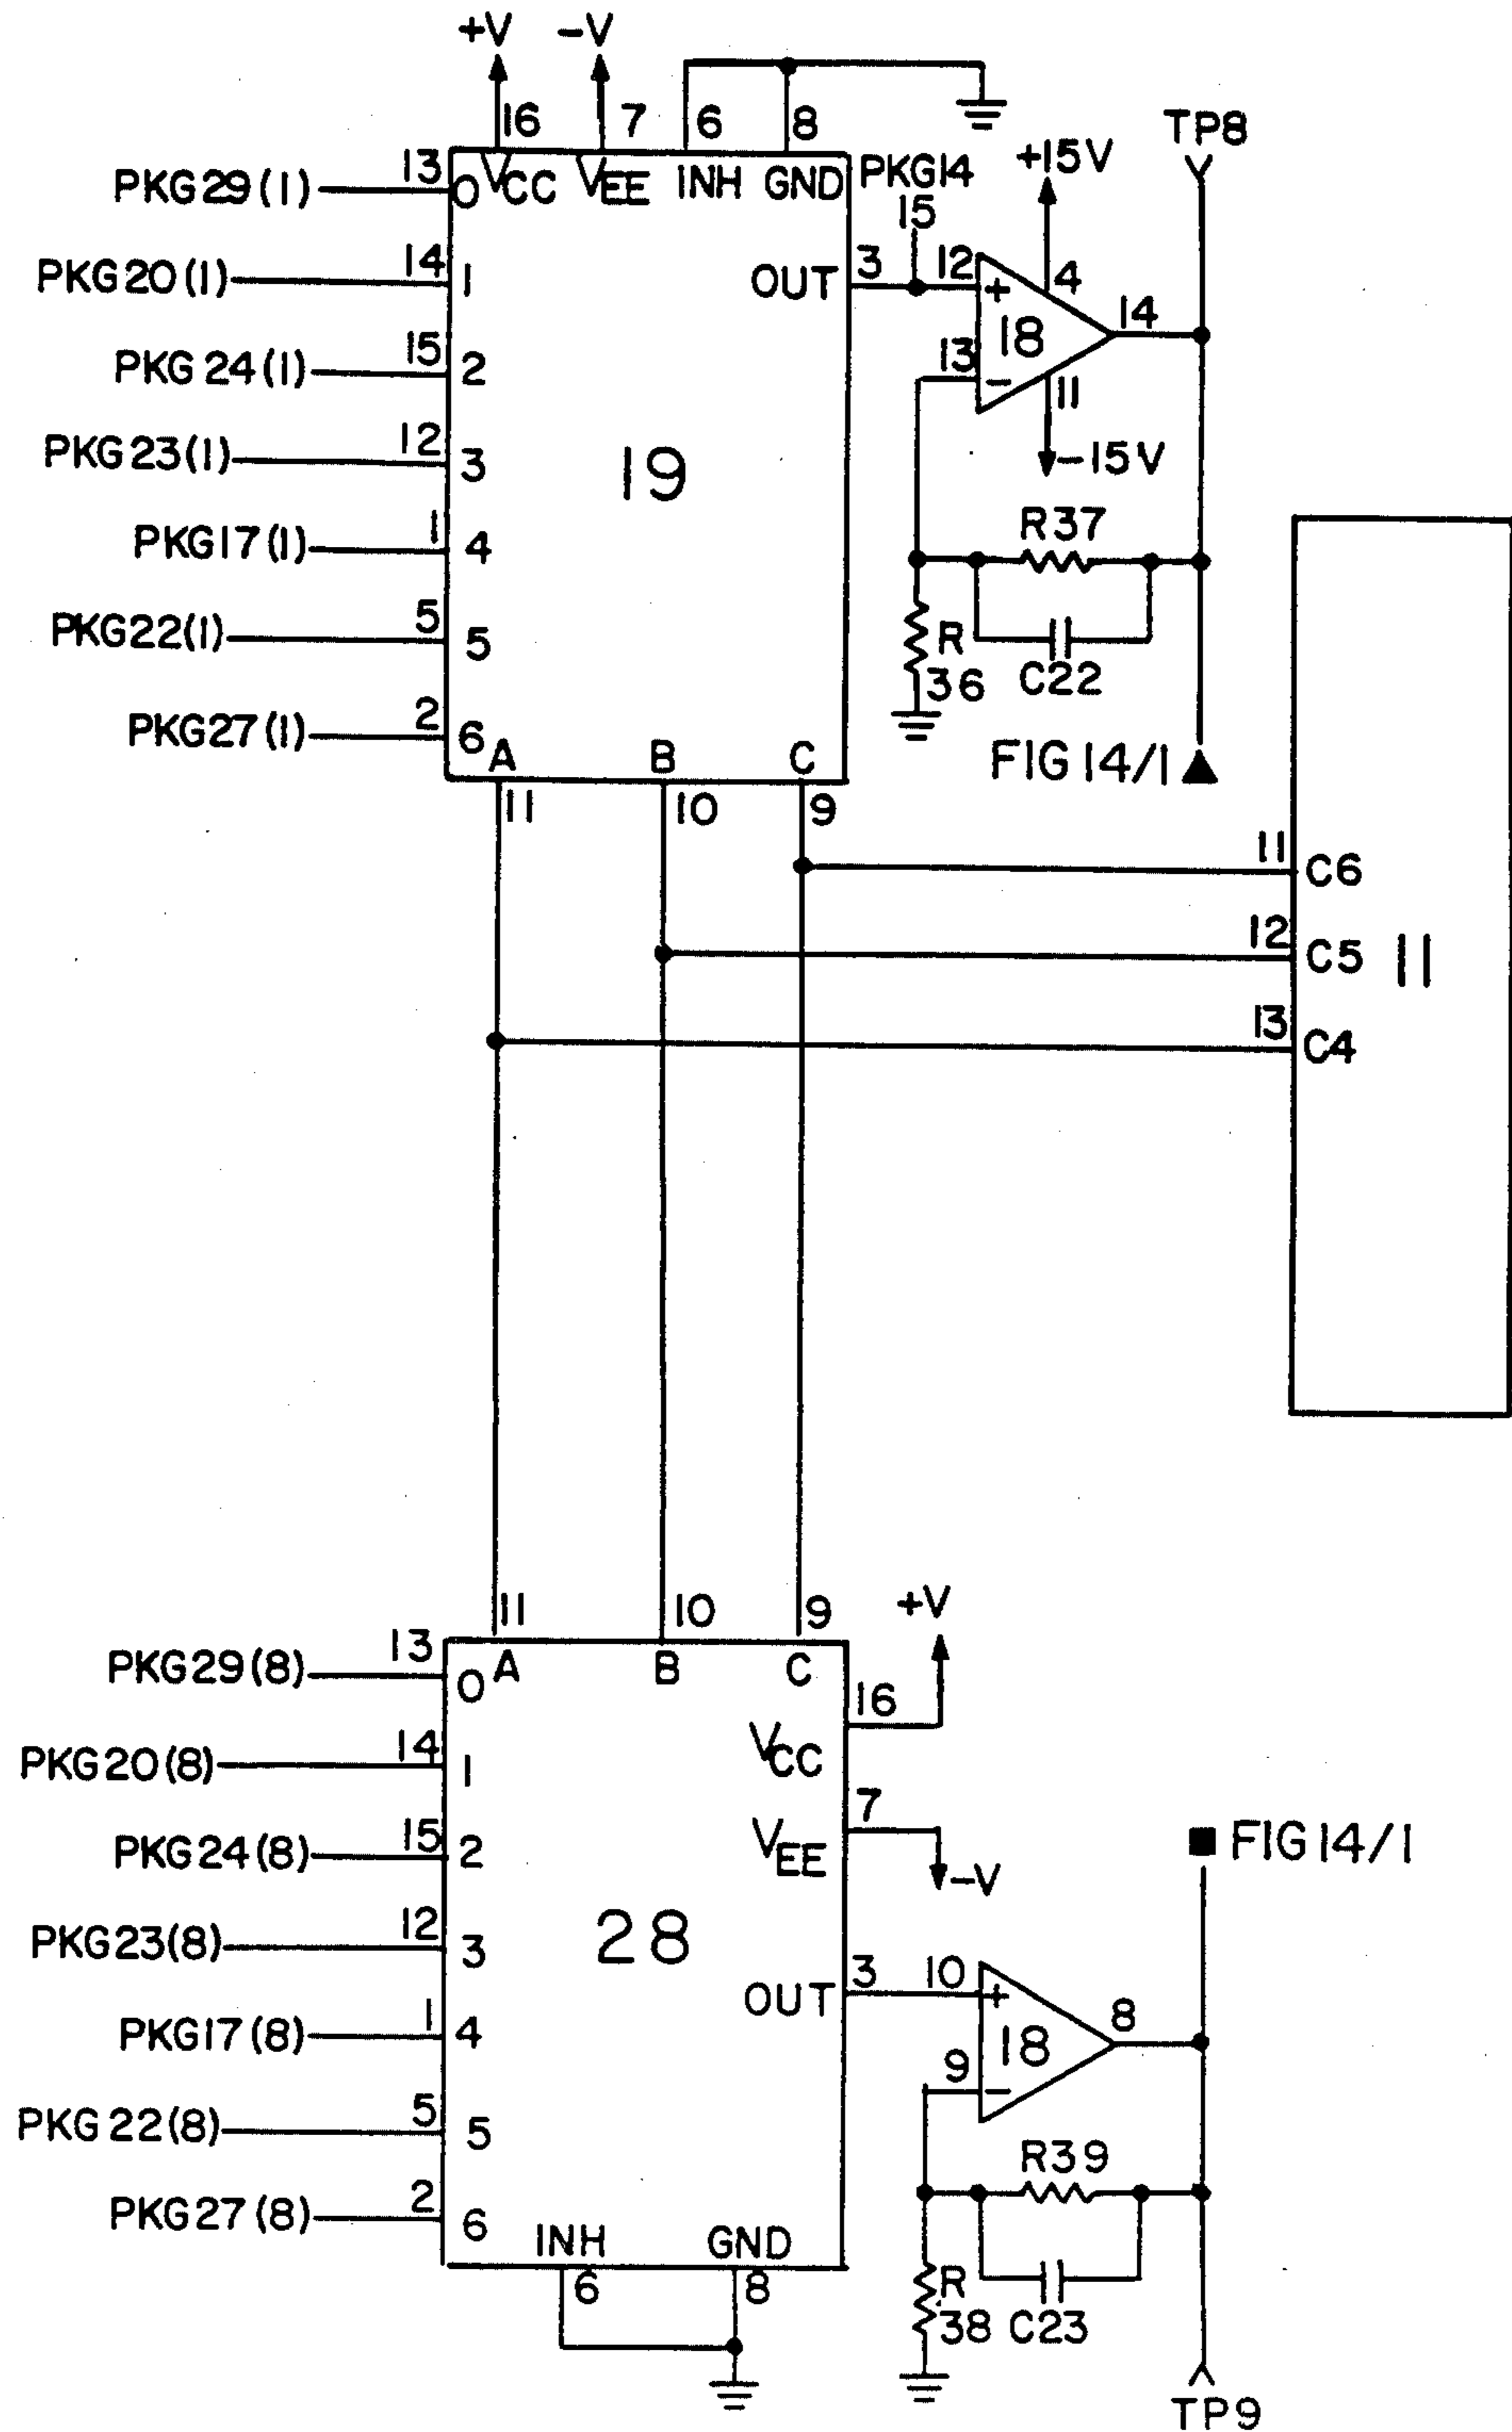 +V -V
16 7 6 8 TP8
PKG29(1) 13 0 VCC VEE INH GND PKG14 +15V
15
PKG20(1) 14 1 OUT 3 12 + 4
18 14
PKG24(1) 15 2 13 - 11
PKG23(1) 12 3 19 -15V
R37
PKG17(1) 1 4
PKG22(1) 5 5 R
36 C22
PKG27(1) 2 6 A B C FIG 14/1
11 10 9
11 C6
12 C5 11
13 C4
11 10 9 +V
PKG29(8) 13 0 A B C
16
PKG20(8) 14 1 VCC
7
PKG24(8) 15 2 VEE FIG 14/1
-V
PKG23(8) 12 3 28
OUT 3 10 + 8
PKG17(8) 1 4 18
9 -
PKG22(8) 5 5
R39
PKG27(8) 2 6 INH GND
6 8 R
38 C23
TP9